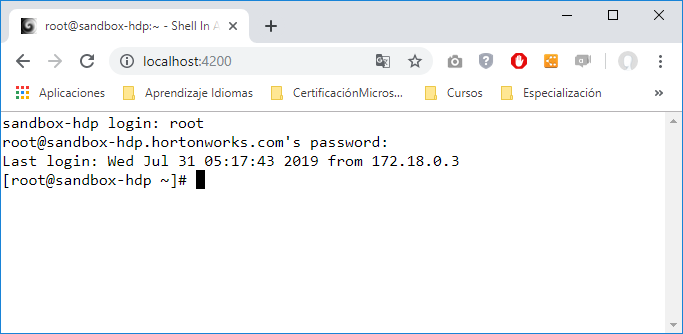 root@sandbox-hdp:~ - Shell In A
localhost:4200
Aplicaciones Aprendizaje Idiomas CertificaciónMicros... Cursos Especialización »
sandbox-hdp login: root
root@sandbox-hdp.hortonworks.com's password:
Last login: Wed Jul 31 05:17:43 2019 from 172.18.0.3
[root@sandbox-hdp ~]#